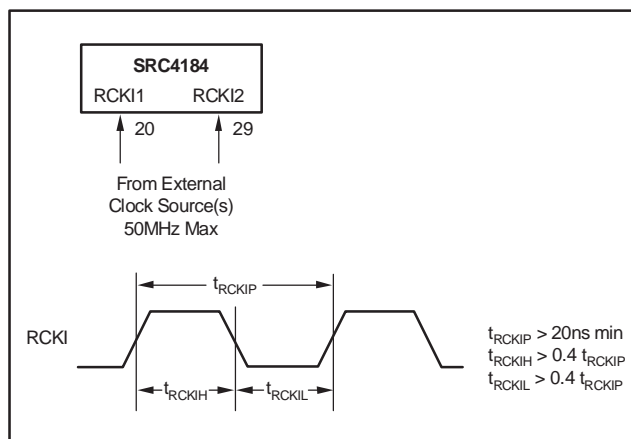 SRC4184
RCKI1 RCKI2
20 29
From External
Clock Source(s)
50MHz Max
tRCKIP
RCKI
tRCKIH tRCKIL
tRCKIP > 20ns min
tRCKIH > 0.4 tRCKIP
tRCKIL > 0.4 tRCKIP